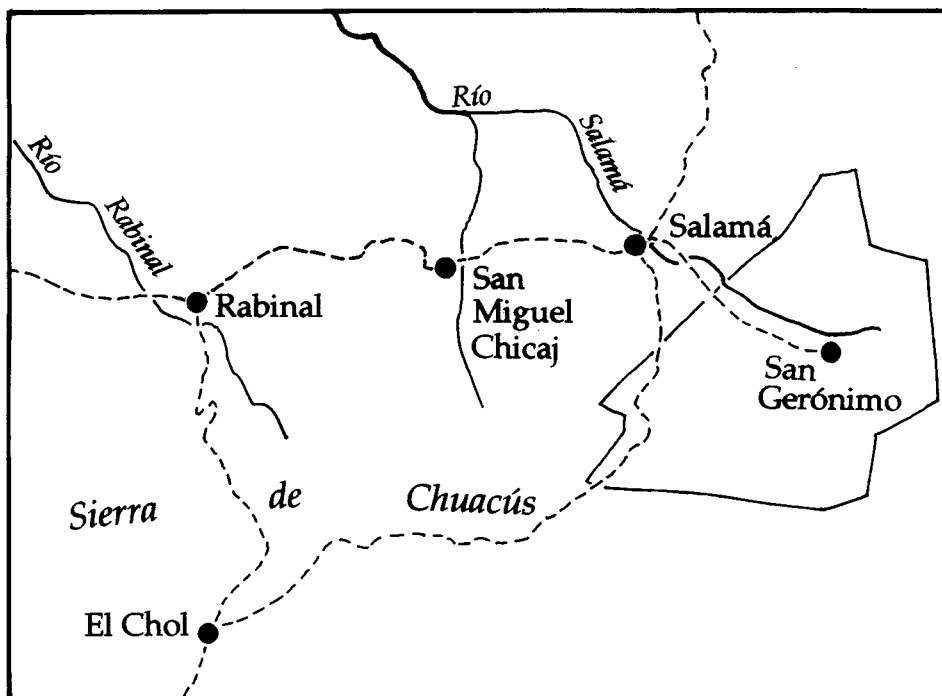 Río
Salamá
Río
Rabinal
Salamá
San
Miguel
Chicaj
Rabinal
San
Gerónimo
Sierra de Chuacús
El Chol